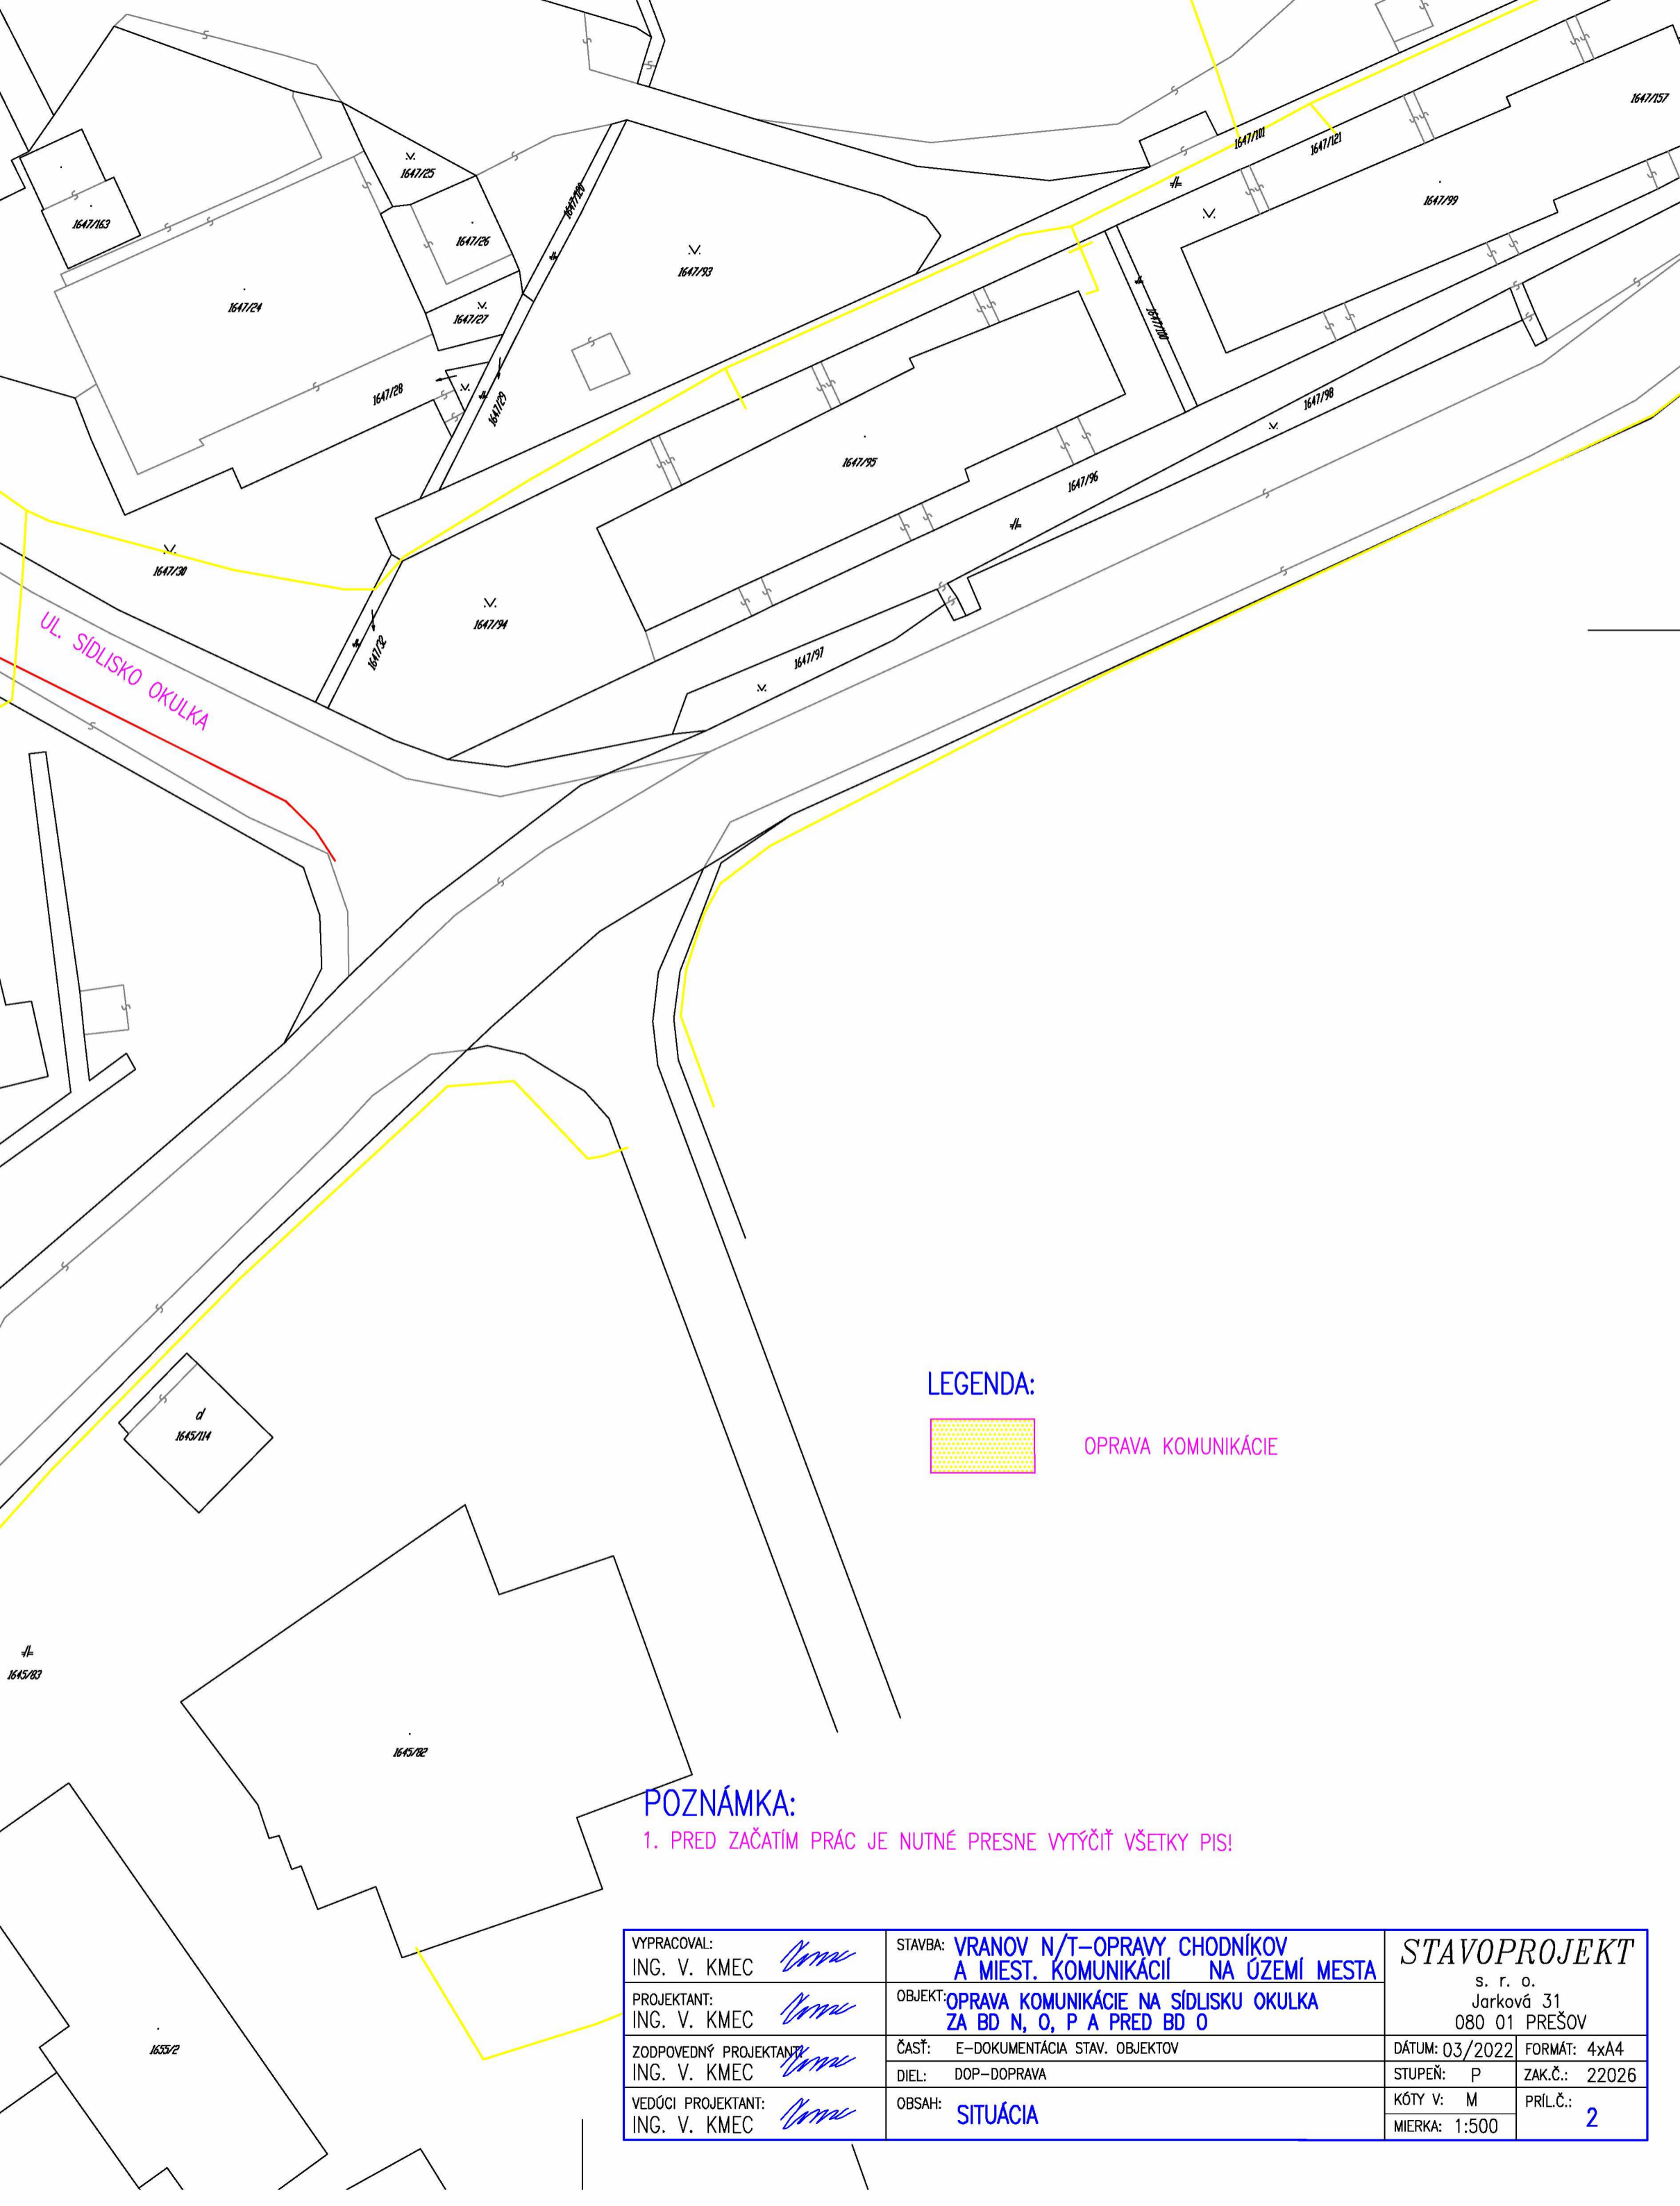 1647/157
1647/101
1647/121
1647/25
1647/120
1647/99
1647/163
1647/26
1647/93
1647/24
1647/27
1647/100
1647/28
1647/29
1647/98
1647/95
1647/96
1647/30
1647/94
1647/32
1647/97
UL. SÍDLISKO OKULKA
LEGENDA:
OPRAVA KOMUNIKÁCIE
d
1645/114
1645/83
1645/82
1655/2
POZNÁMKA:
1. PRED ZAČATÍM PRÁC JE NUTNÉ PRESNE VYTÝČIŤ VŠETKY PIS!
VYPRACOVAL:
ING. V. KMEC
PROJEKTANT:
ING. V. KMEC
ZODPOVEDNÝ PROJEKTANT:
ING. V. KMEC
VEDÚCI PROJEKTANT:
ING. V. KMEC
STAVBA: VRANOV N/T-OPRAVY CHODNÍKOV
A MIEST. KOMUNIKÁCIÍ NA ÚZEMÍ MESTA
OBJEKT: OPRAVA KOMUNIKÁCIE NA SÍDLISKU OKULKA
ZA BD N, O, P A PRED BD O
ČASŤ: E-DOKUMENTÁCIA STAV. OBJEKTOV
DIEL: DOP-DOPRAVA
OBSAH: SITUÁCIA
STAVOPROJEKT
s. r. o.
Jarková 31
080 01 PREŠOV
DÁTUM: 03/2022 FORMÁT: 4xA4
STUPEŇ: P ZAK.Č.: 22026
KÓTY V: M PRÍL.Č.: 2
MIERKA: 1:500